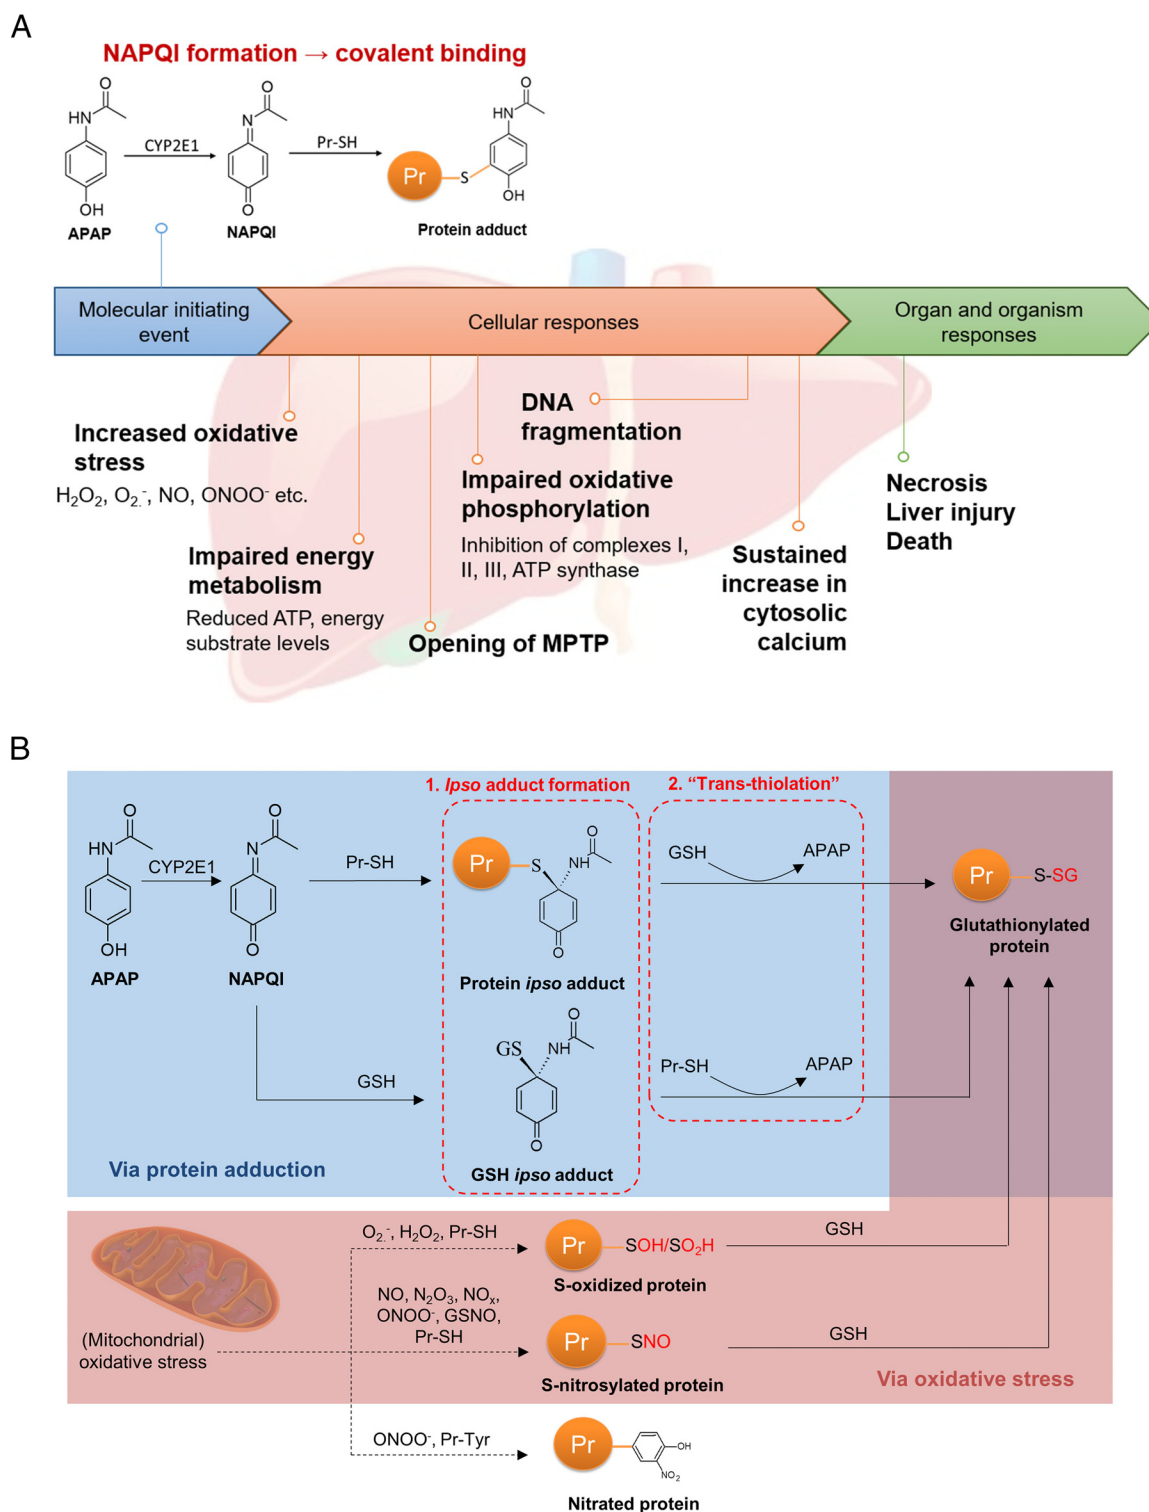 A
NAPQI formation → covalent binding
O
HN
OH
APAP
CYP2E1
O
N
O
NAPQI
Pr-SH
O
HN
Pr
S
OH
Protein adduct
Molecular initiating
event
Cellular responses
Organ and organism
responses
Increased oxidative
stress
H₂O₂, O₂.⁻, NO, ONOO⁻ etc.
Impaired energy
metabolism
Reduced ATP, energy
substrate levels
Opening of MPTP
Impaired oxidative
phosphorylation
Inhibition of complexes I,
II, III, ATP synthase
DNA
fragmentation
Sustained
increase in
cytosolic
calcium
Necrosis
Liver injury
Death
B
1. Ipso adduct formation
2. “Trans-thiolation”
O
HN
OH
APAP
CYP2E1
O
N
O
NAPQI
Pr-SH
O
Pr
S
NH
O
Protein ipso adduct
GSH
APAP
Pr
S-SG
Glutathionylated
protein
GSH
O
GS
NH
O
GSH ipso adduct
Pr-SH
APAP
Via protein adduction
(Mitochondrial)
oxidative stress
O₂.⁻, H₂O₂, Pr-SH
Pr
SOH/SO₂H
S-oxidized protein
GSH
NO, N₂O₃, NOₓ,
ONOO⁻, GSNO,
Pr-SH
Pr
SNO
S-nitrosylated protein
GSH
Via oxidative stress
ONOO⁻, Pr-Tyr
Pr
OH
NO₂
Nitrated protein